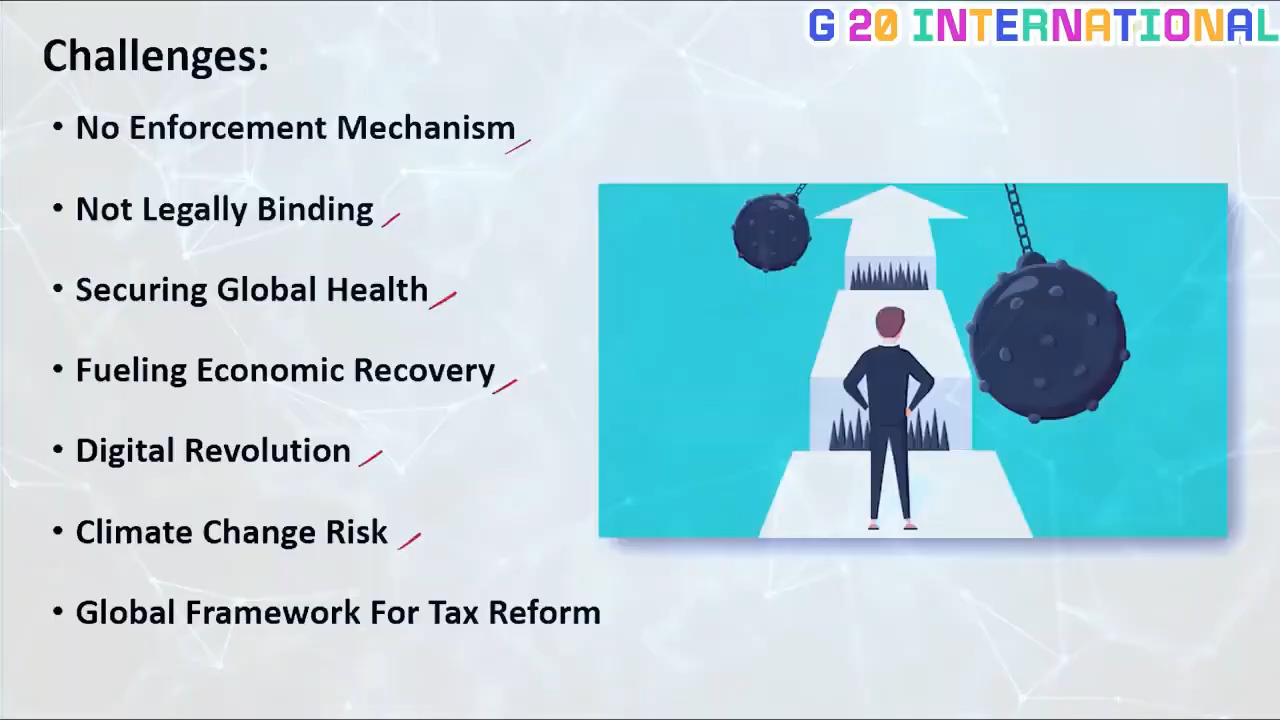 G 20 INTERNATIONAL
Challenges:
• No Enforcement Mechanism
• Not Legally Binding
• Securing Global Health
• Fueling Economic Recovery
• Digital Revolution
• Climate Change Risk
• Global Framework For Tax Reform